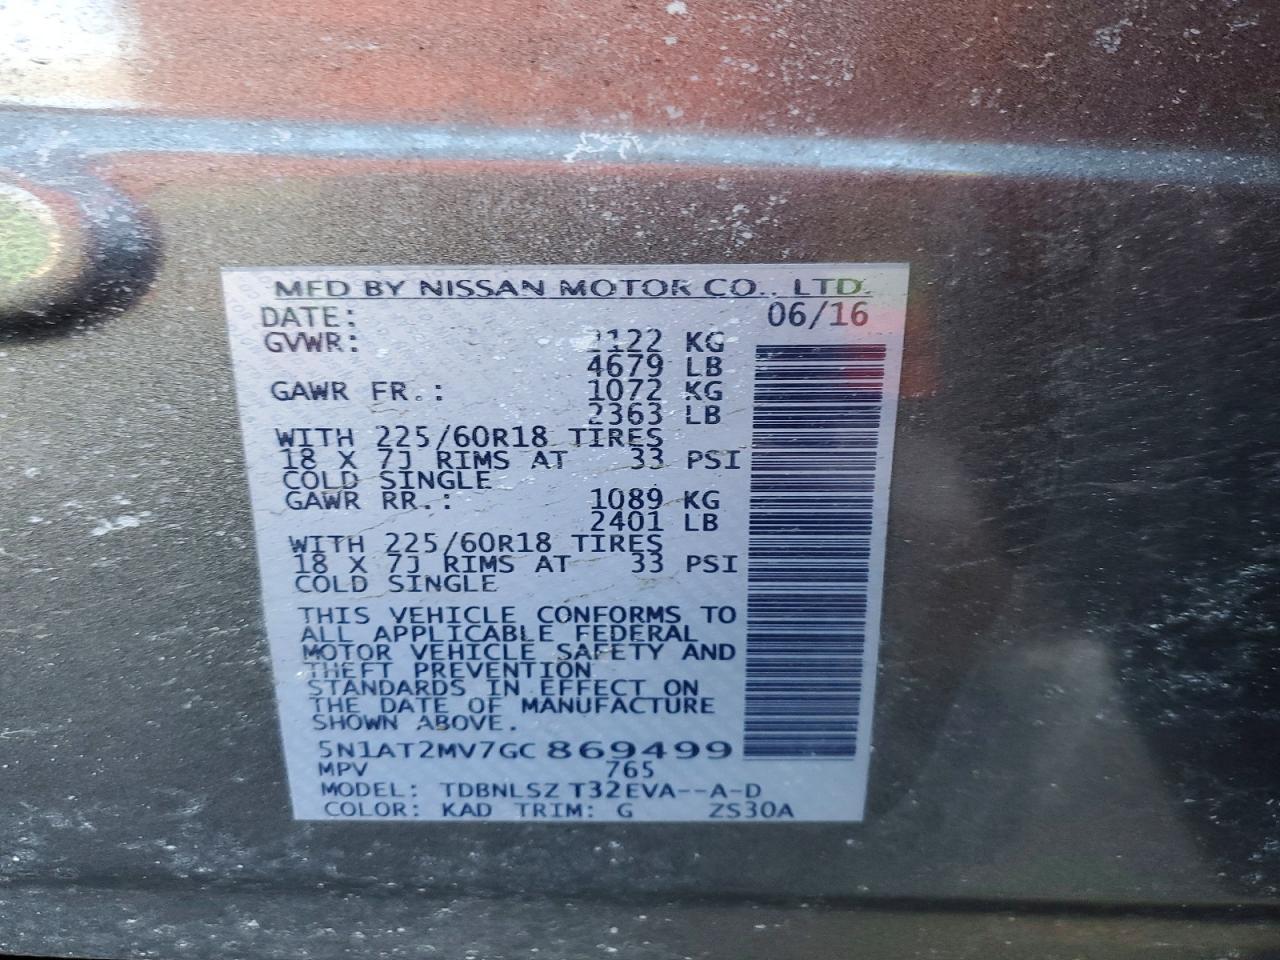 MFD BY NISSAN MOTOR CO., LTD.
DATE: 06/16
GVWR: 2122 KG
4679 LB
GAWR FR.: 1072 KG
2363 LB
WITH 225/60R18 TIRES
18 X 7J RIMS AT 33 PSI
COLD SINGLE
GAWR RR.: 1089 KG
2401 LB
WITH 225/60R18 TIRES
18 X 7J RIMS AT 33 PSI
COLD SINGLE
THIS VEHICLE CONFORMS TO
ALL APPLICABLE FEDERAL
MOTOR VEHICLE SAFETY AND
THEFT PREVENTION
STANDARDS IN EFFECT ON
THE DATE OF MANUFACTURE
SHOWN ABOVE.
5N1AT2MV7GC869499
MPV 765
MODEL: TDBNLSZ T32EVA--A-D
COLOR: KAD TRIM: G ZS30A